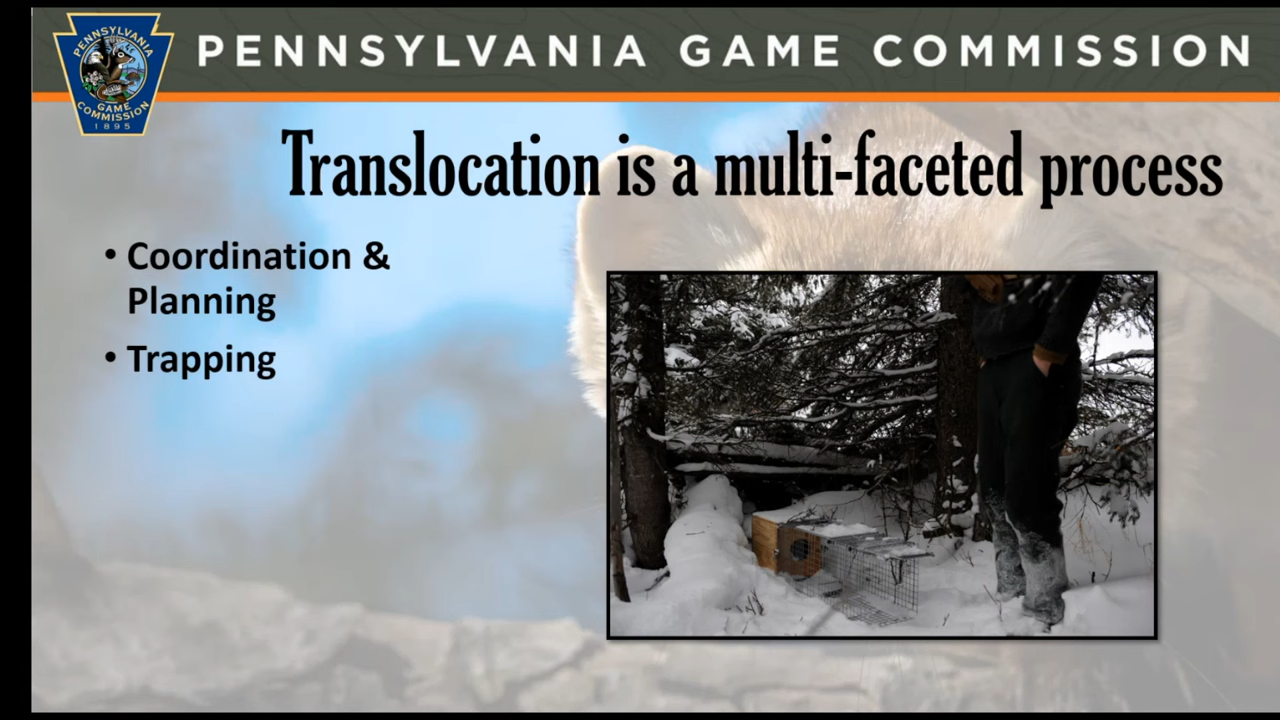 PENNSYLVANIA GAME COMMISSION
PENNSYLVANIA
GAME
COMMISSION
1895
Translocation is a multi-faceted process
• Coordination &
Planning
• Trapping